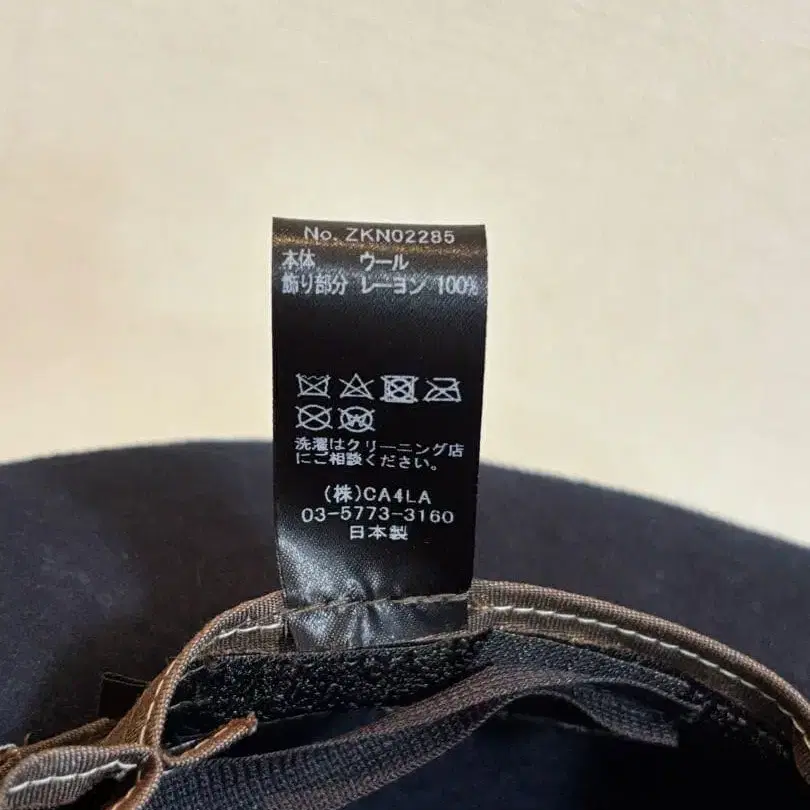 No. ZKN02285
本体 ウール
飾り部分 レーヨン 100%
洗濯はクリーニング店
にご相談ください。
(株)CA4LA
03-5773-3160
日本製